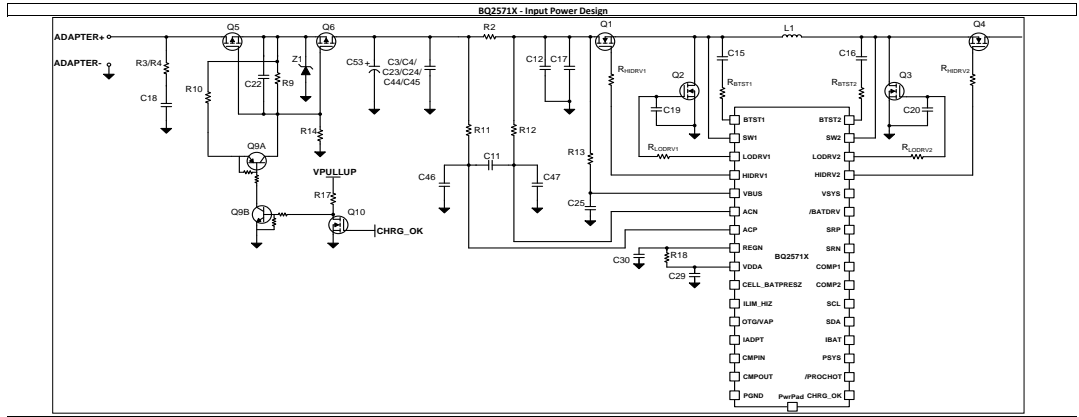 BQ2571X - Input Power Design
Q5
Q6
R2
Q1
L1
Q4
ADAPTER+
ADAPTER-
R3/R4
C18
R10
C22
R9
Z1
C53
+
C3/C4/
C23/C24/
C44/C45
C12
C17
RHIDRV1
Q2
C19
C15
RBTST1
C16
RBTST2
Q3
C20
RHIDRV2
R14
R11
R12
C11
R13
RLODRV1
RLODRV2
Q9A
VPULLUP
R17
Q9B
Q10
CHRG_OK
C46
C47
C25
C30
R18
C29
BTST1
BTST2
SW1
SW2
LODRV1
LODRV2
HIDRV1
HIDRV2
VBUS
VSYS
ACN
/BATDRV
ACP
SRP
REGN
SRN
VDDA
COMP1
CELL_BATPRESZ
COMP2
ILIM_HIZ
SCL
OTG/VAP
SDA
IADPT
IBAT
CMPIN
PSYS
CMPOUT
/PROCHOT
PGND
PwrPad
CHRG_OK